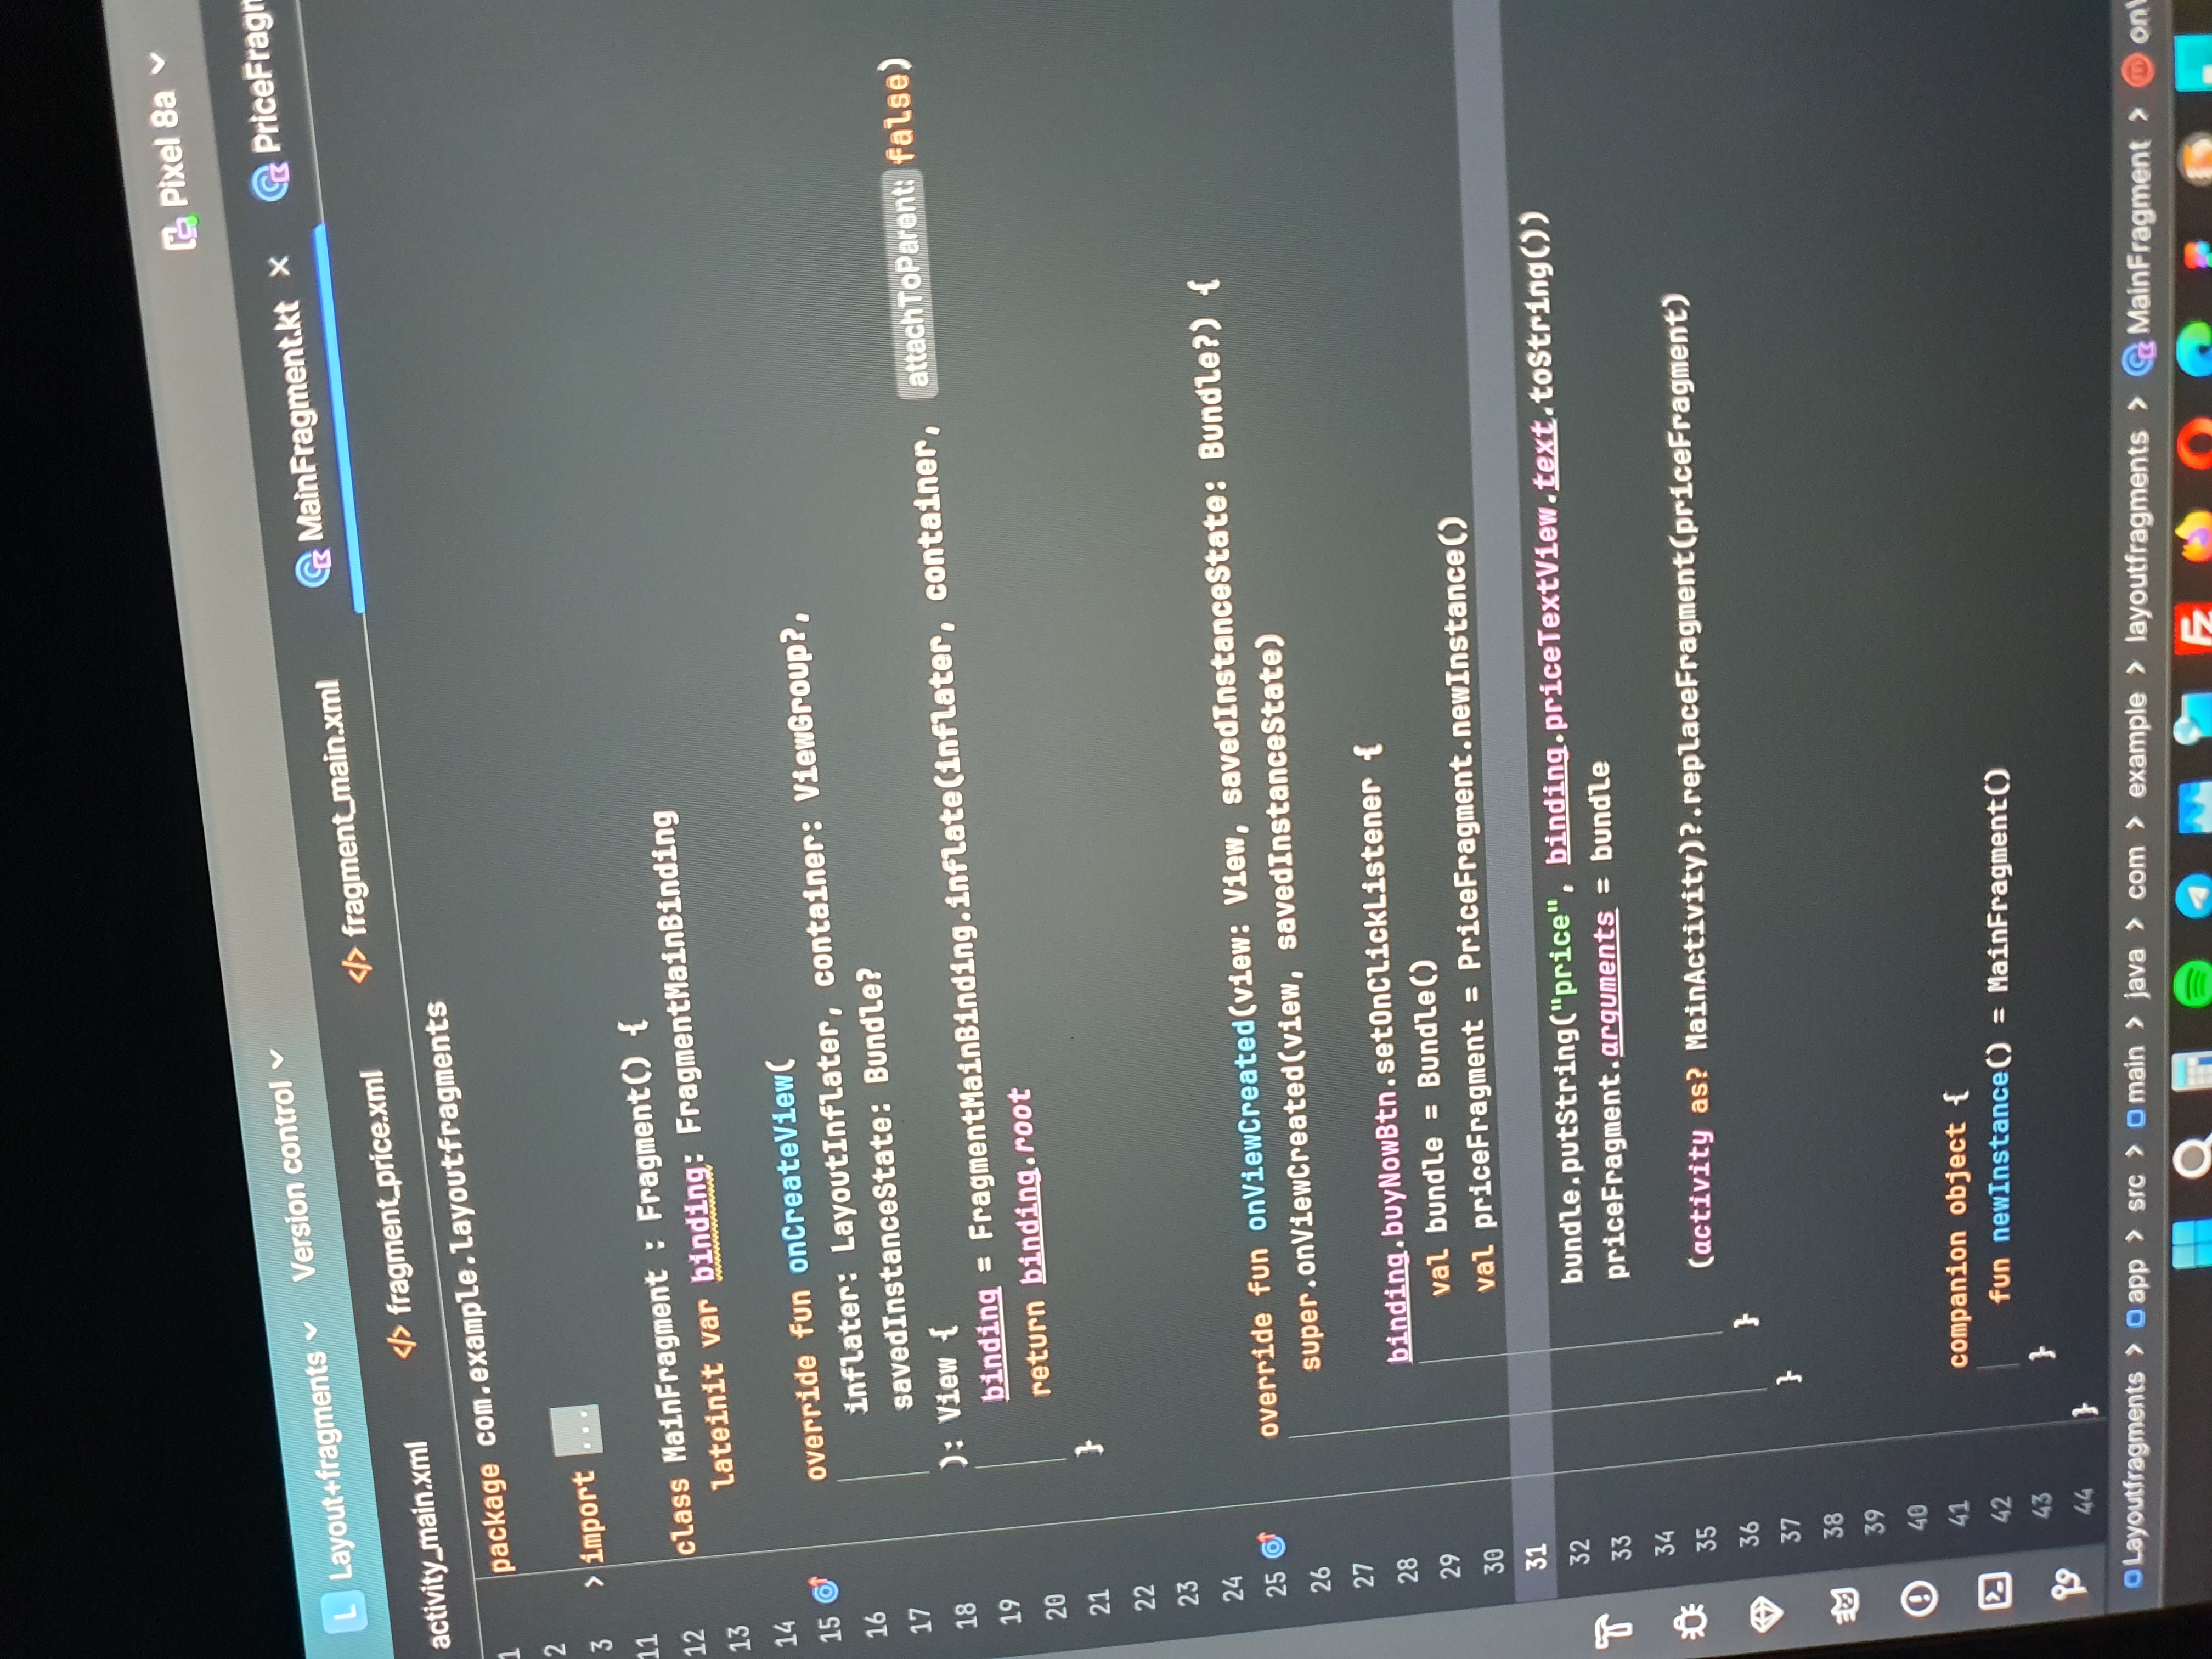 Pixel 8a
L Layout+fragments Version control
activity_main.xml </> fragment_price.xml </> fragment_main.xml MainFragment.kt
1 package com.example.layoutfragments
2
3 import ...
11
12 class MainFragment : Fragment() {
13 lateinit var binding: FragmentMainBinding
14
15 override fun onCreateView(
16 inflater: LayoutInflater, container: ViewGroup?,
17 savedInstanceState: Bundle?
18 ): View {
19 binding = FragmentMainBinding.inflate(inflater, container, attachToParent: false)
20 return binding.root
21 }
22
23
24
25 override fun onViewCreated(view: View, savedInstanceState: Bundle?) {
26 super.onViewCreated(view, savedInstanceState)
27
28 binding.buyNowBtn.setOnClickListener {
29 val bundle = Bundle()
30 val priceFragment = PriceFragment.newInstance()
31
32 bundle.putString("price", binding.priceTextView.text.toString())
33 priceFragment.arguments = bundle
34
35 (activity as? MainActivity)?.replaceFragment(priceFragment)
36 }
37 }
38
39
40
41 companion object {
42 fun newInstance() = MainFragment()
43 }
44 }
Layoutfragments > app > src > main > java > com > example > layoutfragments > MainFragment >